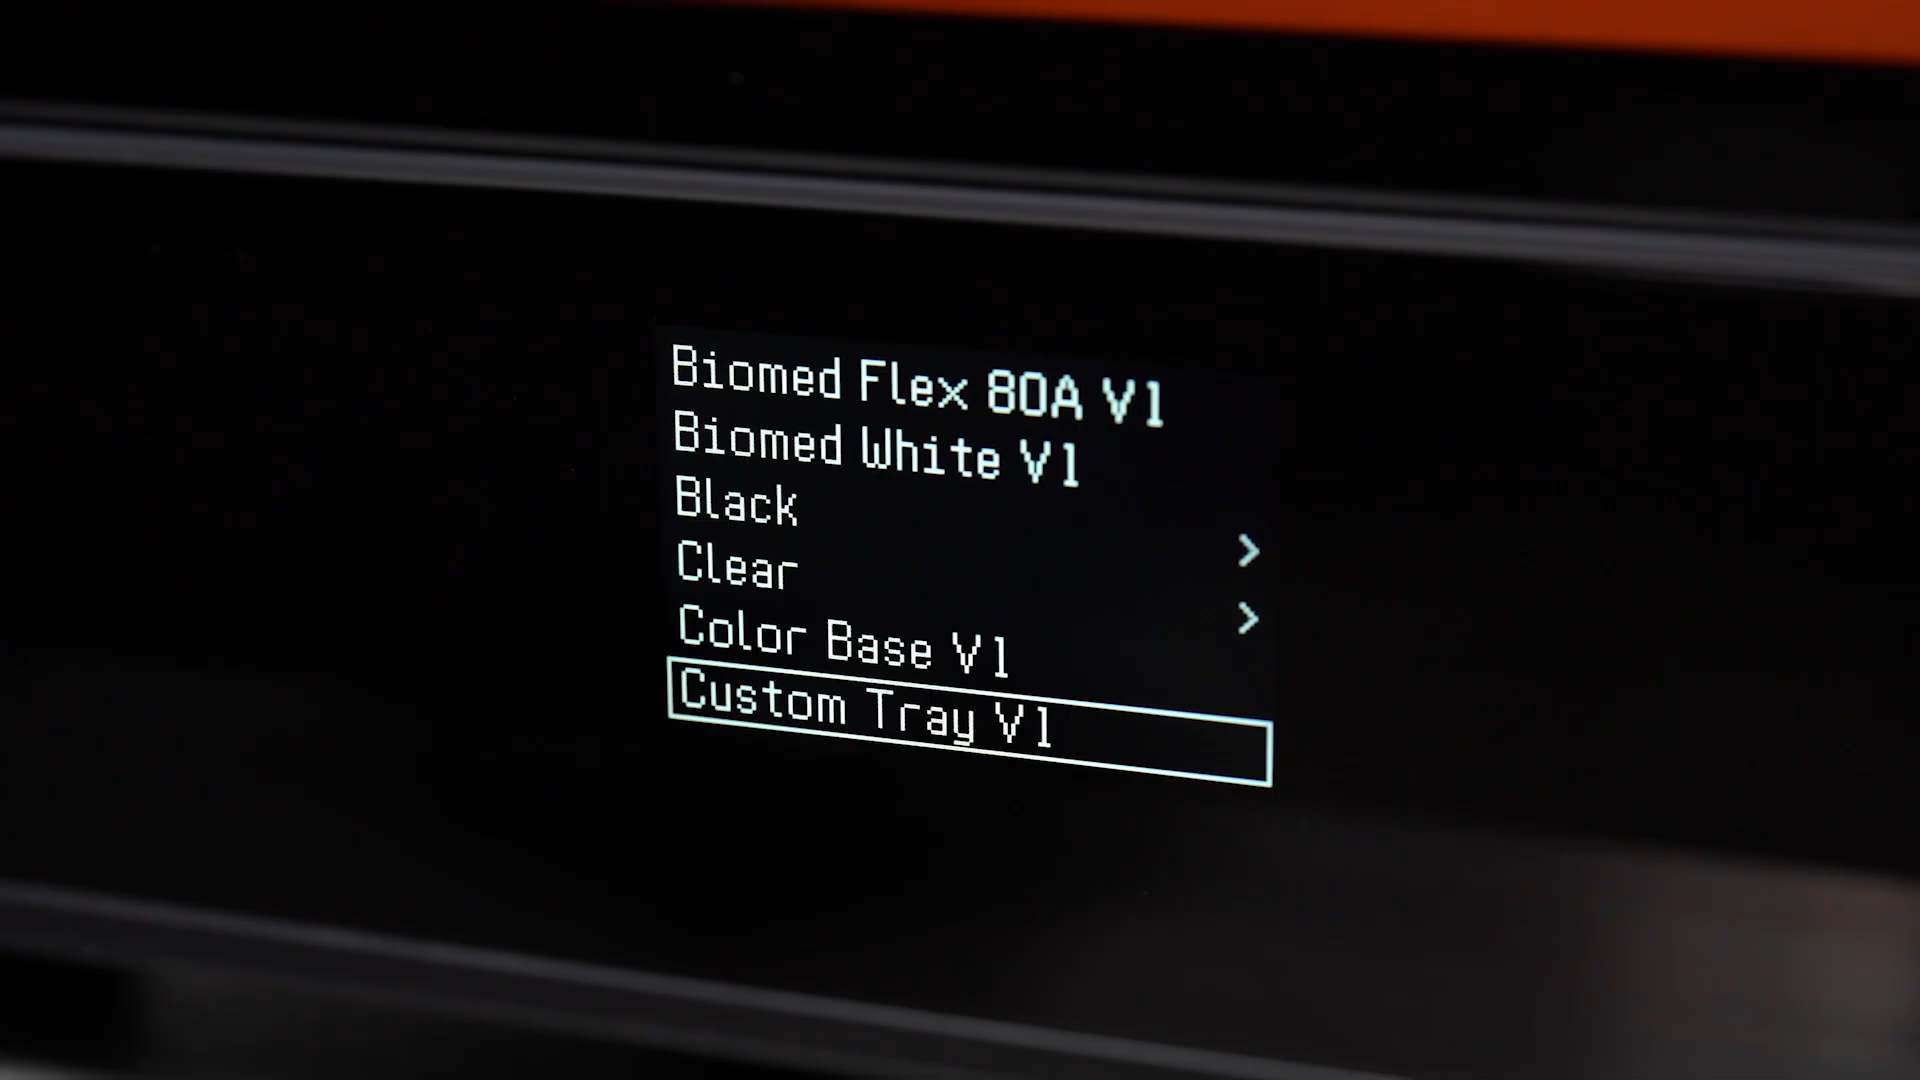 Biomed Flex 80A V1
Biomed White V1
Black >
Clear >
Color Base V1
Custom Tray V1